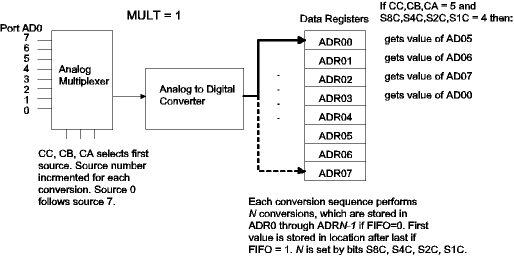 MULT = 1
If CC,CB,CA = 5 and
S8C,S4C,S2C,S1C = 4 then:
Port AD0
7
6
5
4
3
2
1
0
Analog
Multiplexer
Analog to Digital
Converter
Data Registers
ADR00
ADR01
ADR02
ADR03
ADR04
ADR05
ADR06
ADR07
gets value of AD05
gets value of AD06
gets value of AD07
gets value of AD00
CC, CB, CA selects first
source. Source number
incrmented for each
conversion. Source 0
follows source 7.
Each conversion sequence performs
N conversions, which are stored in
ADR0 through ADRN-1 if FIFO=0. First
value is stored in location after last if
FIFO = 1. N is set by bits S8C, S4C, S2C, S1C.